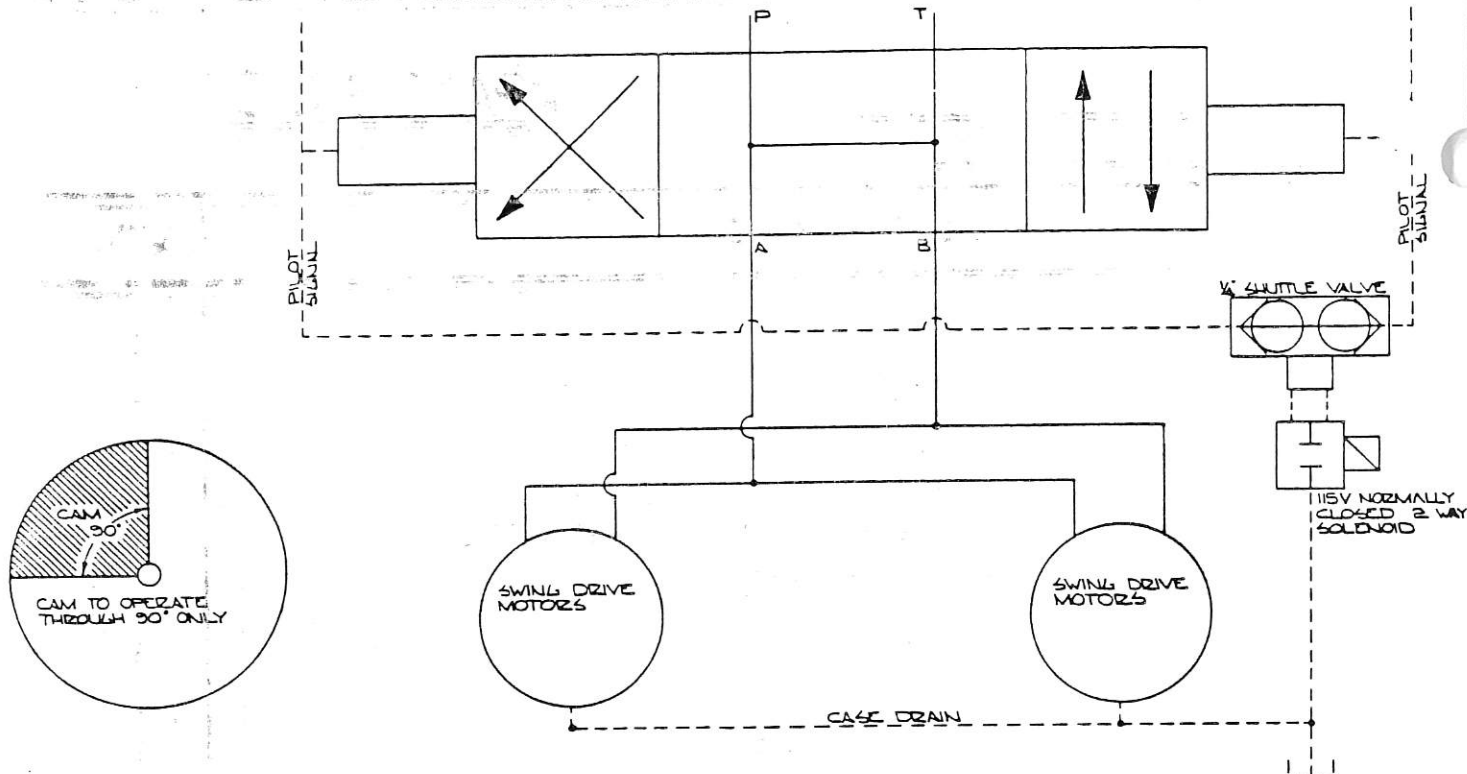 P
T
PILOT
SIGNAL
A
B
PILOT
SIGNAL
¼" SHUTTLE VALVE
115V NORMALLY
CLOSED 2 WAY
SOLENOID
CAM
90°
CAM TO OPERATE
THROUGH 90° ONLY
SWING DRIVE
MOTORS
SWING DRIVE
MOTORS
CASE DRAIN